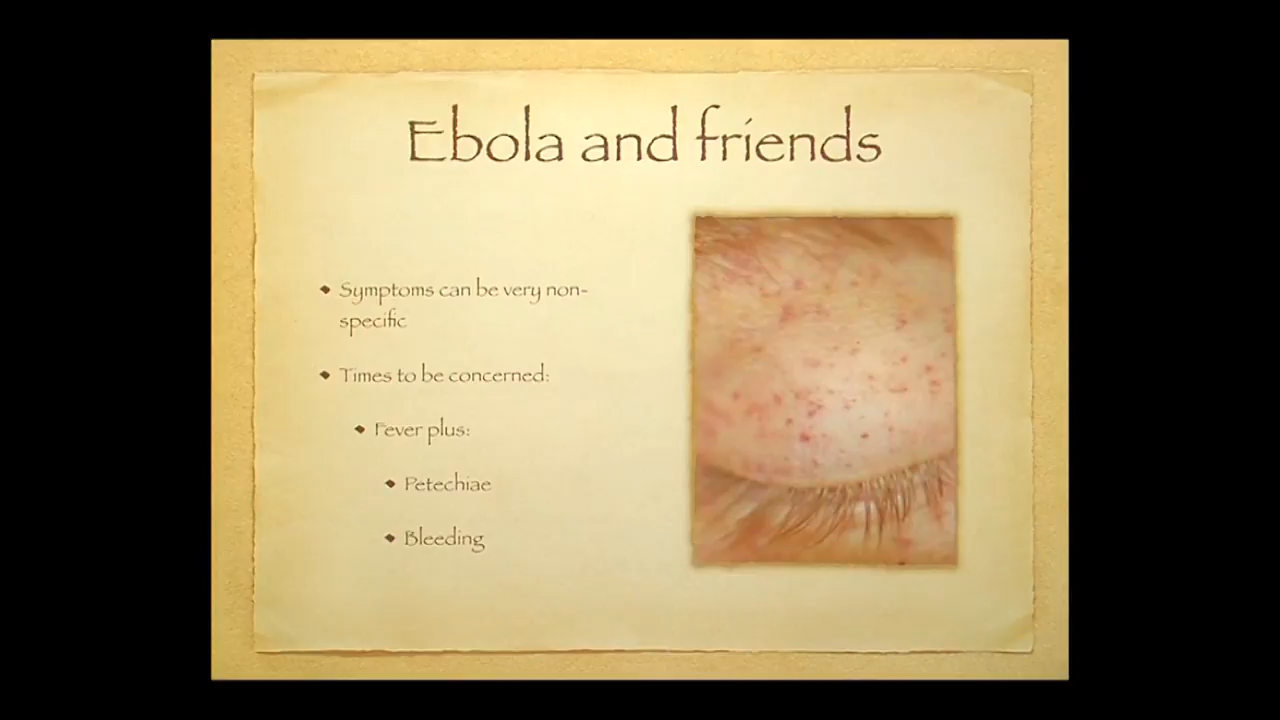 Ebola and friends
Symptoms can be very non-
specific
Times to be concerned:
Fever plus:
Petechiae
Bleeding